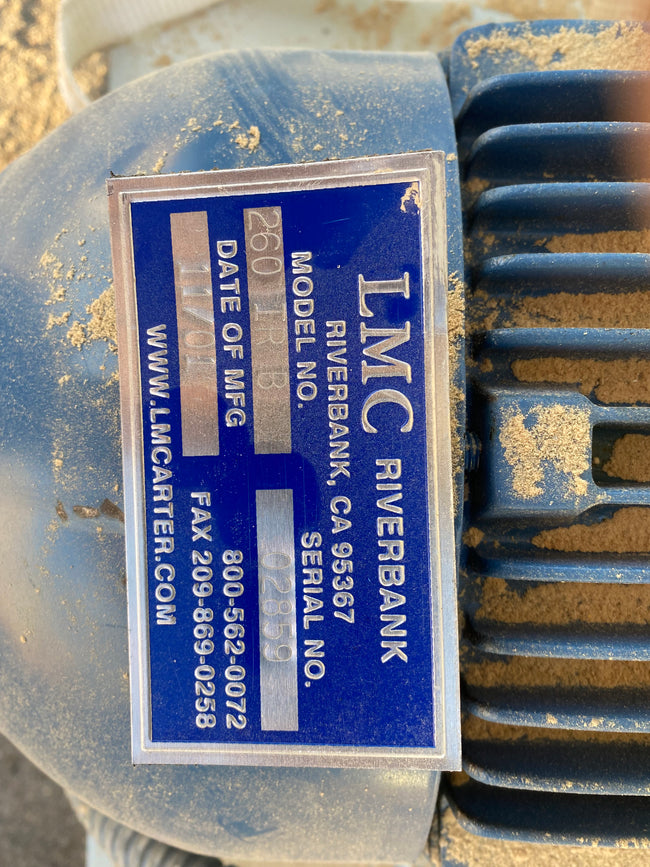 LMC RIVERBANK
RIVERBANK, CA 95367
MODEL NO. SERIAL NO.
260 TR B 02859
DATE OF MFG 800-562-0072
11/01 FAX 209-869-0258
WWW.LMCARTER.COM